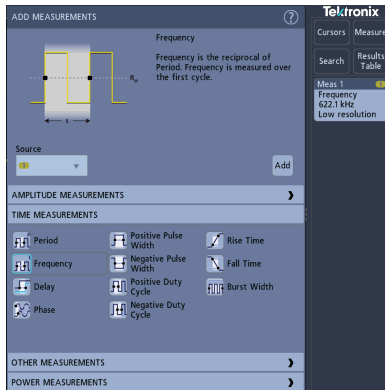 ADD MEASUREMENTS
?
Tektronix
Frequency
Frequency is the reciprocal of
Period. Frequency is measured over
the first cycle.
Cursors
Measure
Search
Results
Table
Meas 1
1
Frequency
622.1 kHz
Low resolution
Source
1
Add
AMPLITUDE MEASUREMENTS
TIME MEASUREMENTS
Period
Positive Pulse
Width
Rise Time
Frequency
Negative Pulse
Width
Fall Time
Delay
Positive Duty
Cycle
Burst Width
Phase
Negative Duty
Cycle
OTHER MEASUREMENTS
POWER MEASUREMENTS